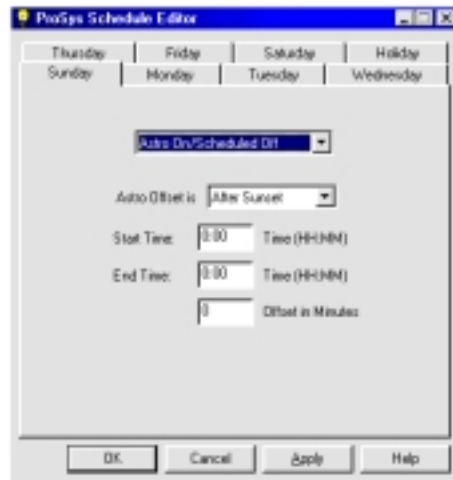 ProSys Schedule Editor
Thursday Friday Saturday Holiday
Sunday Monday Tuesday Wednesday
Astro On/Scheduled Off
Astro Offset is After Sunset
Start Time: 0:00 Time (HH:MM)
End Time: 0:00 Time (HH:MM)
0 Offset in Minutes
OK Cancel Apply Help